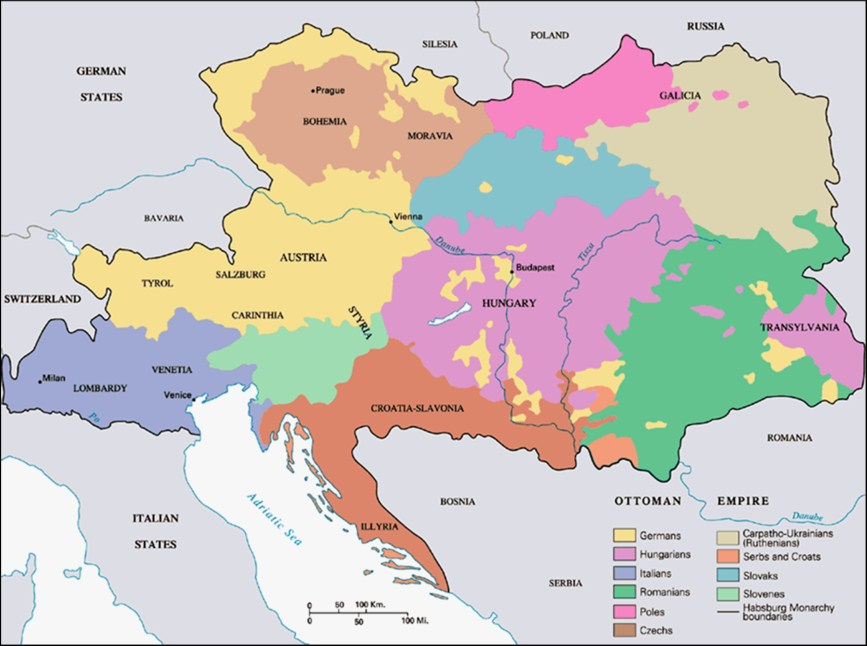 SILESIA
POLAND
RUSSIA
GERMAN
STATES
Prague
BOHEMIA
MORAVIA
GALICIA
BAVARIA
Vienna
Danube
Tisza
AUSTRIA
Budapest
SWITZERLAND
TYROL
SALZBURG
CARINTHIA
STYRIA
HUNGARY
TRANSYLVANIA
Milan
LOMBARDY
VENETIA
Venice
Po
CROATIA-SLAVONIA
ROMANIA
Adriatic Sea
ITALIAN
STATES
BOSNIA
ILLYRIA
SERBIA
OTTOMAN EMPIRE
Danube
0 50 100 Km.
0 50 100 Mi.
Germans
Hungarians
Italians
Romanians
Poles
Czechs
Carpatho-Ukrainians
(Ruthenians)
Serbs and Croats
Slovaks
Slovenes
Habsburg Monarchy
boundaries